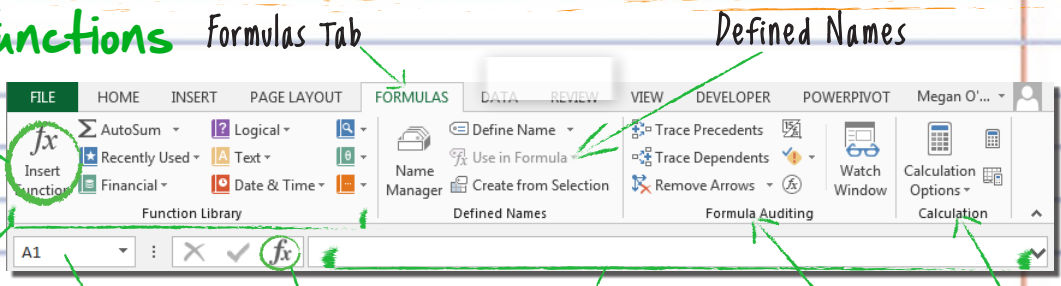 unctions Formulas Tab Defined Names
FILE HOME INSERT PAGE LAYOUT FORMULAS DATA REVIEW VIEW DEVELOPER POWERPIVOT Megan O'...
fx Insert Function
AutoSum
Recently Used
Financial
Logical
Text
Date & Time
Function Library
Name Manager
Define Name
Use in Formula
Create from Selection
Defined Names
Trace Precedents
Trace Dependents
Remove Arrows
fx
Watch Window
Formula Auditing
Calculation Options
Calculation
A1 fx